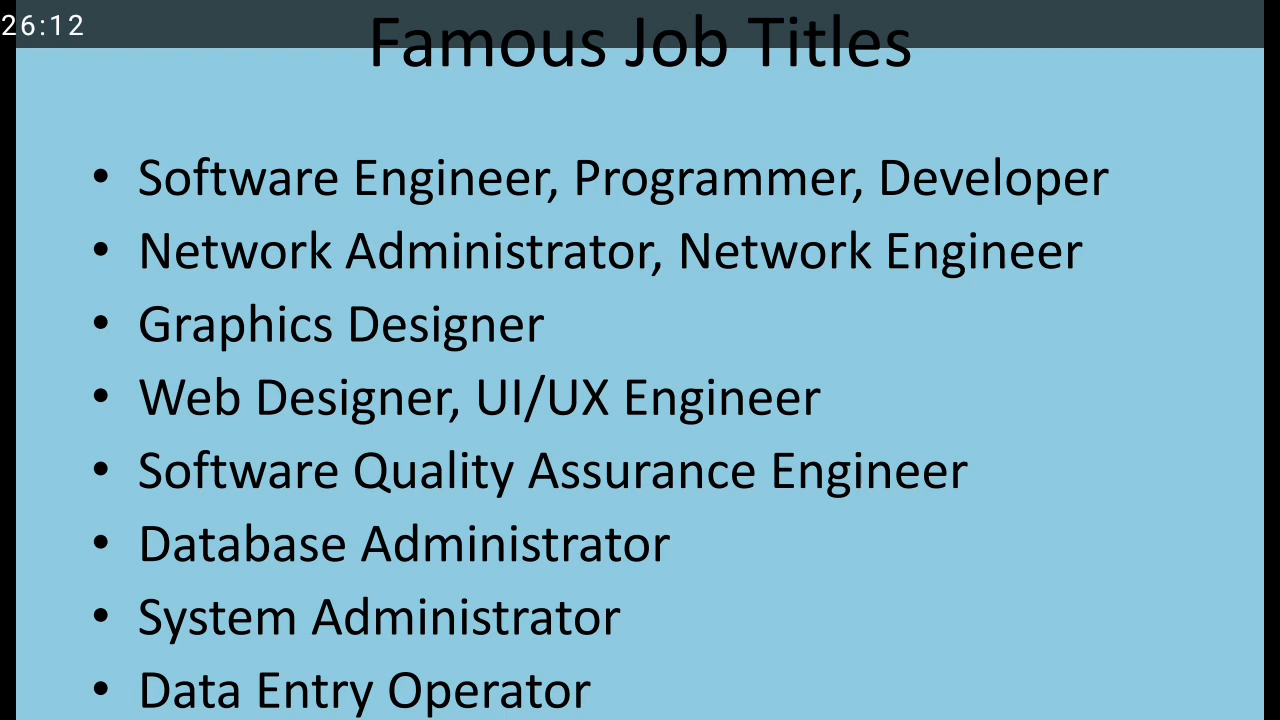 26:12
Famous Job Titles
• Software Engineer, Programmer, Developer
• Network Administrator, Network Engineer
• Graphics Designer
• Web Designer, UI/UX Engineer
• Software Quality Assurance Engineer
• Database Administrator
• System Administrator
• Data Entry Operator